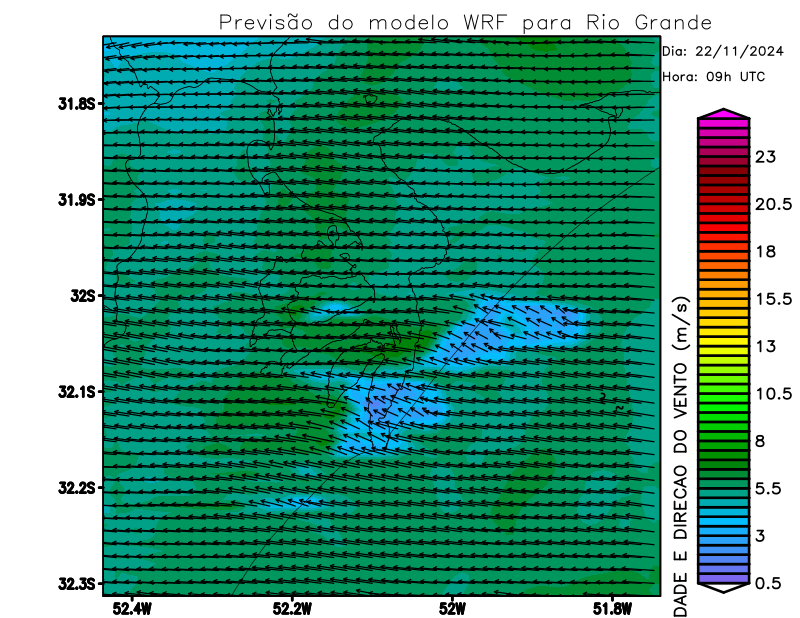 Previsão do modelo WRF para Rio Grande
Dia: 22/11/2024
Hora: 09h UTC
31.8S
31.9S
32S
32.1S
32.2S
32.3S
52.4W
52.2W
52W
51.8W
23
20.5
18
15.5
13
10.5
8
5.5
3
0.5
DADE E DIRECAO DO VENTO (m/s)